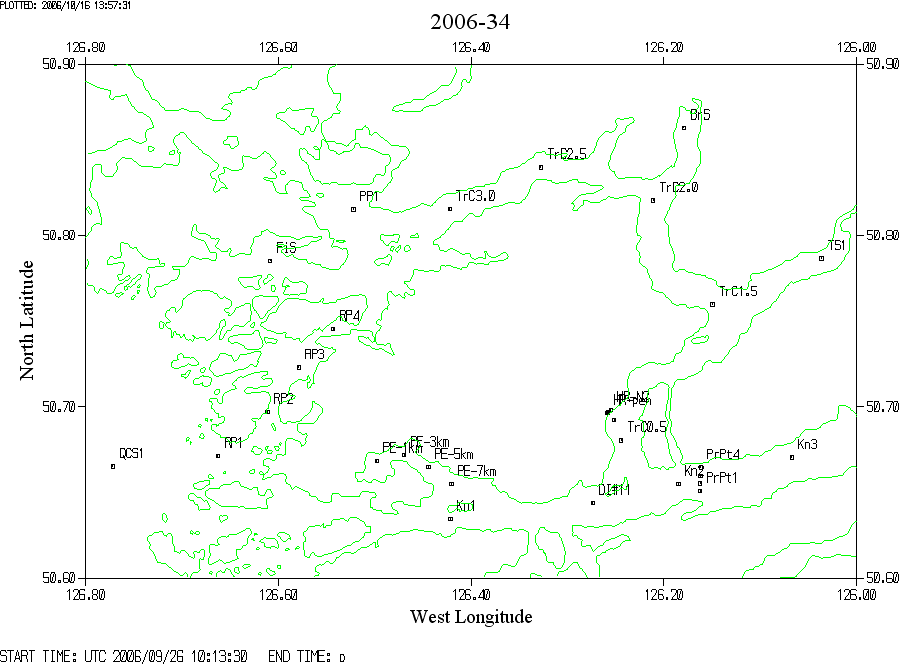 PLOTTED: 2006/10/16 13:57:31
2006-34
126.80 126.60 126.40 126.20 126.00
50.90 50.90
Dr5
TrC2.5
TrC2.0
PP1 TrC3.0
50.80 50.80
TS1
FiS
TrC1.5
RP4
RP3
RP2
50.70 50.70
TrC0.5
RP1 PE-3km Kn3
QCS1 PE-1km PE-5km PrPt4
PE-7km Kn2 PrPt1
Kn1
50.60 50.60
126.80 126.60 126.40 126.20 126.00
North Latitude
West Longitude
START TIME: UTC 2006/09/26 10:13:30 END TIME: o